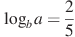 log_b a = 2/5